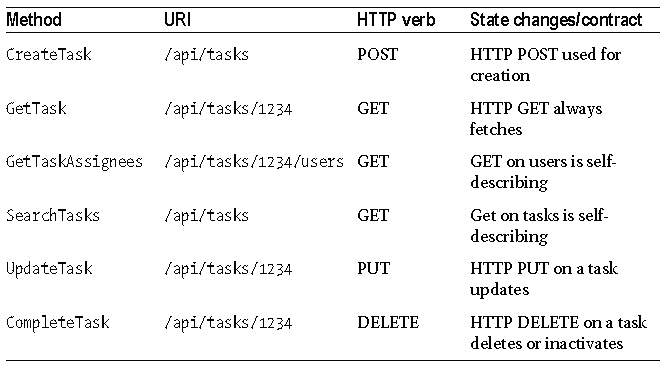 Method URI HTTP verb State changes/contract
CreateTask /api/tasks POST HTTP POST used for
creation
GetTask /api/tasks/1234 GET HTTP GET always
fetches
GetTaskAssignees /api/tasks/1234/users GET GET on users is self-
describing
SearchTasks /api/tasks GET Get on tasks is self-
describing
UpdateTask /api/tasks/1234 PUT HTTP PUT on a task
updates
CompleteTask /api/tasks/1234 DELETE HTTP DELETE on a task
deletes or inactivates